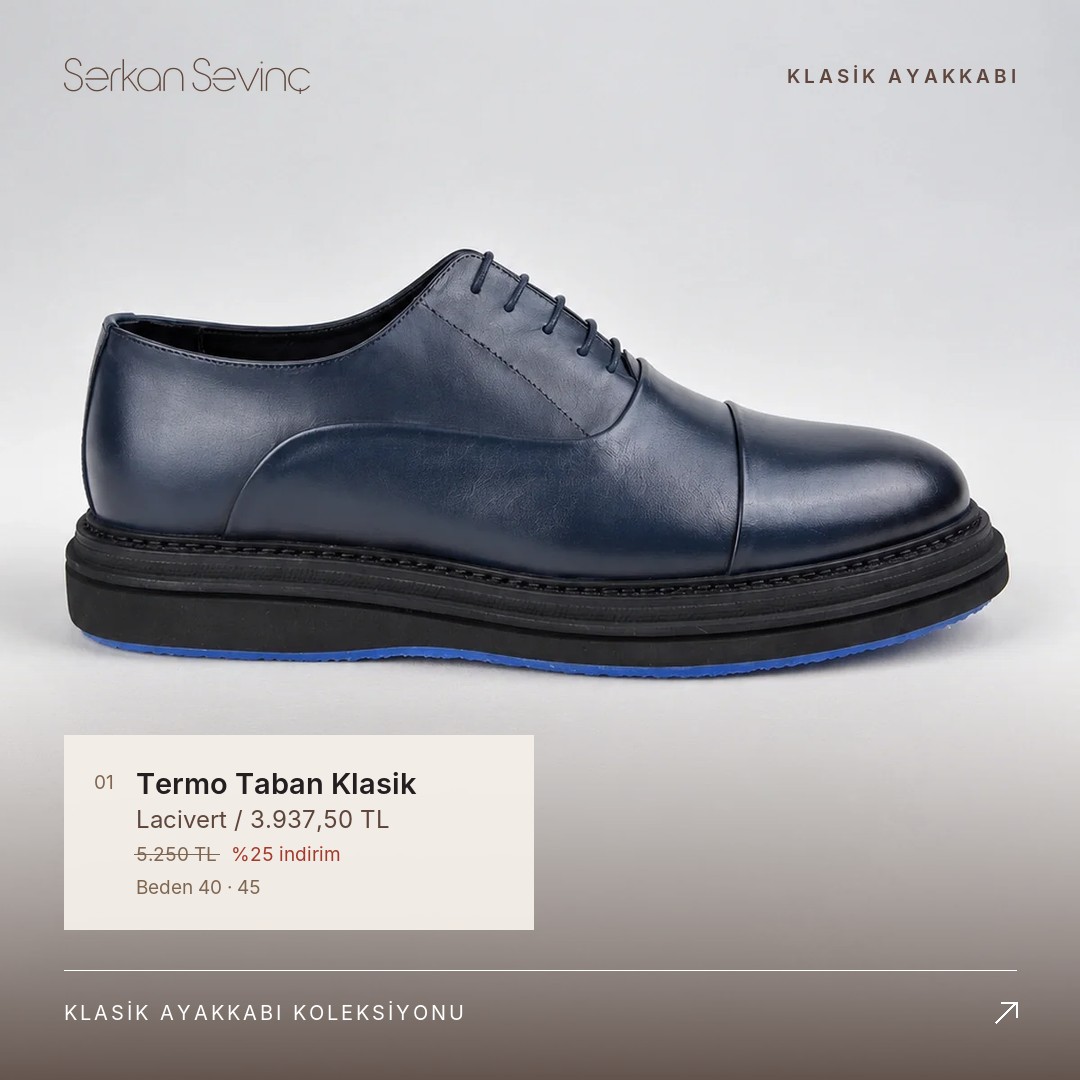 Serkan Sevinç
KLASİK AYAKKABI
01
Termo Taban Klasik
Lacivert / 3.937,50 TL
5.250 TL %25 indirim
Beden 40 · 45
KLASİK AYAKKABI KOLEKSİYONU